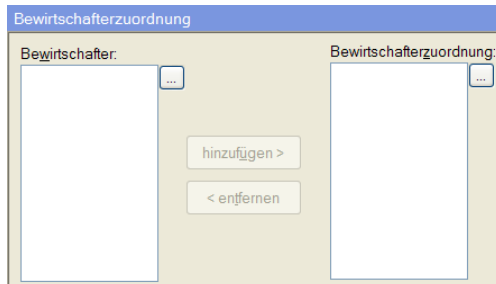 Bewirtschafterzuordnung
Bewirtschafter:
...
Bewirtschafterzuordnung:
...
hinzufügen >
< entfernen